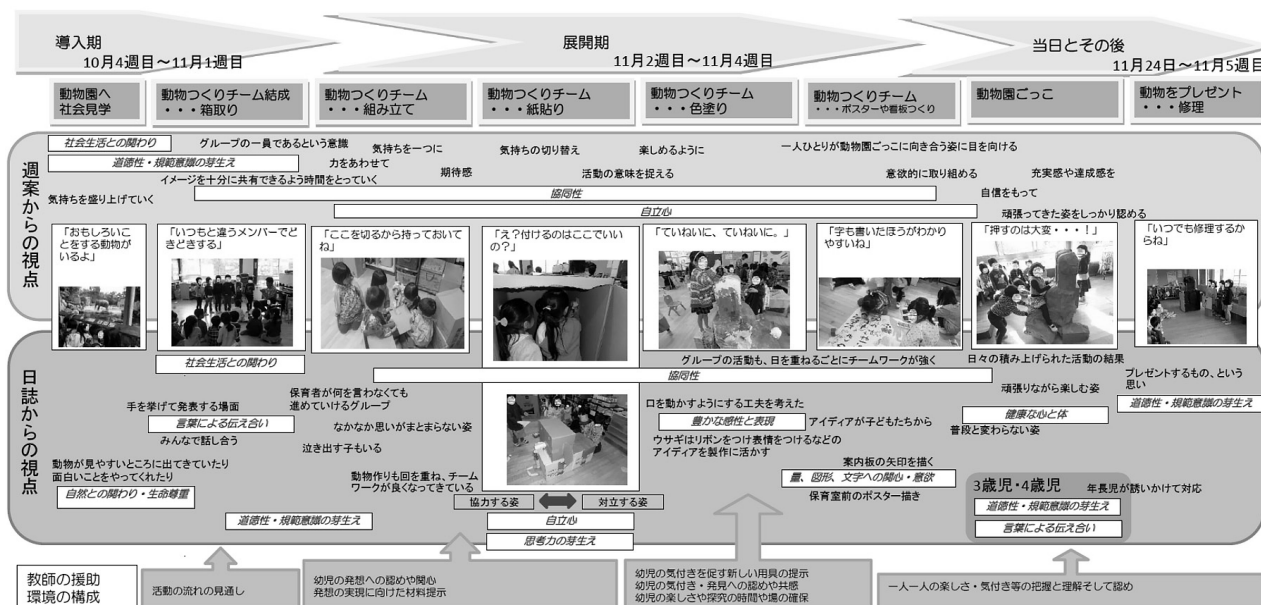 導入期
10月4週目～11月1週目
展開期
11月2週目～11月4週目
当日とその後
11月24日～11月5週目
動物園へ
社会見学
動物つくりチーム結成
・・・箱取り
動物つくりチーム
・・・組み立て
動物つくりチーム
・・・紙貼り
動物つくりチーム
・・・色塗り
動物つくりチーム
・・・ポスターや看板つくり
動物園ごっこ
動物をプレゼント
・・・修理
週案からの視点
社会生活との関わり
グループの一員であるという意識
気持ちを一つに
気持ちの切り替え
楽しめるように
一人ひとりが動物園ごっこに向き合う姿に目を向ける
道徳性・規範意識の芽生え
力をあわせて
期待感
活動の意味を捉える
意欲的に取り組める
充実感や達成感を
イメージを十分に共有できるよう時間をとっていく
気持ちを盛り上げていく
協同性
自信をもって
自立心
頑張ってきた姿をしっかり認める
「おもしろいこ
とをする動物が
いるよ」
「いつもと違うメンバーでど
きどきする」
「ここを切るから持っておいて
ね」
「え？付けるのはここでいい
の？」
「ていねいに、ていねいに。」
「字も書いたほうがわかり
やすいね」
「押すのは大変・・・！」
「いつでも修理するか
らね」
日誌からの視点
社会生活との関わり
グループの活動も、日を重ねるごとにチームワークが強く
日々の積み上げられた活動の結果
協同性
プレゼントするもの、という
思い
保育者が何を言わなくても
進めていけるグループ
頑張りながら楽しむ姿
手を挙げて発表する場面
口を動かすようにする工夫を考えた
道徳性・規範意識の芽生え
言葉による伝え合い
なかなか思いがまとまらない姿
豊かな感性と表現
アイディアが子どもたちから
健康な心と体
みんなで話し合う
泣き出す子もいる
ウサギはリボンをつけ表情をつけるなどの
アイディアを製作に活かす
普段と変わらない姿
動物が見やすいところに出てきていたり
面白いことをやってくれたり
動物作りも回を重ね、チーム
ワークが良くなってきている
案内板の矢印を描く
自然との関わり・生命尊重
量、図形、文字への関心・意欲
3歳児・4歳児
年長児が誘いかけて対応
協力する姿
対立する姿
保育室前のポスター描き
道徳性・規範意識の芽生え
道徳性・規範意識の芽生え
自立心
言葉による伝え合い
思考力の芽生え
教師の援助
環境の構成
活動の流れの見通し
幼児の発想への認めや関心
発想の実現に向けた材料提示
幼児の気付きを促す新しい用具の提示
幼児の気付き・発見への認めや共感
幼児の楽しさや探究の時間や場の確保
一人一人の楽しさ・気付き等の把握と理解そして認め